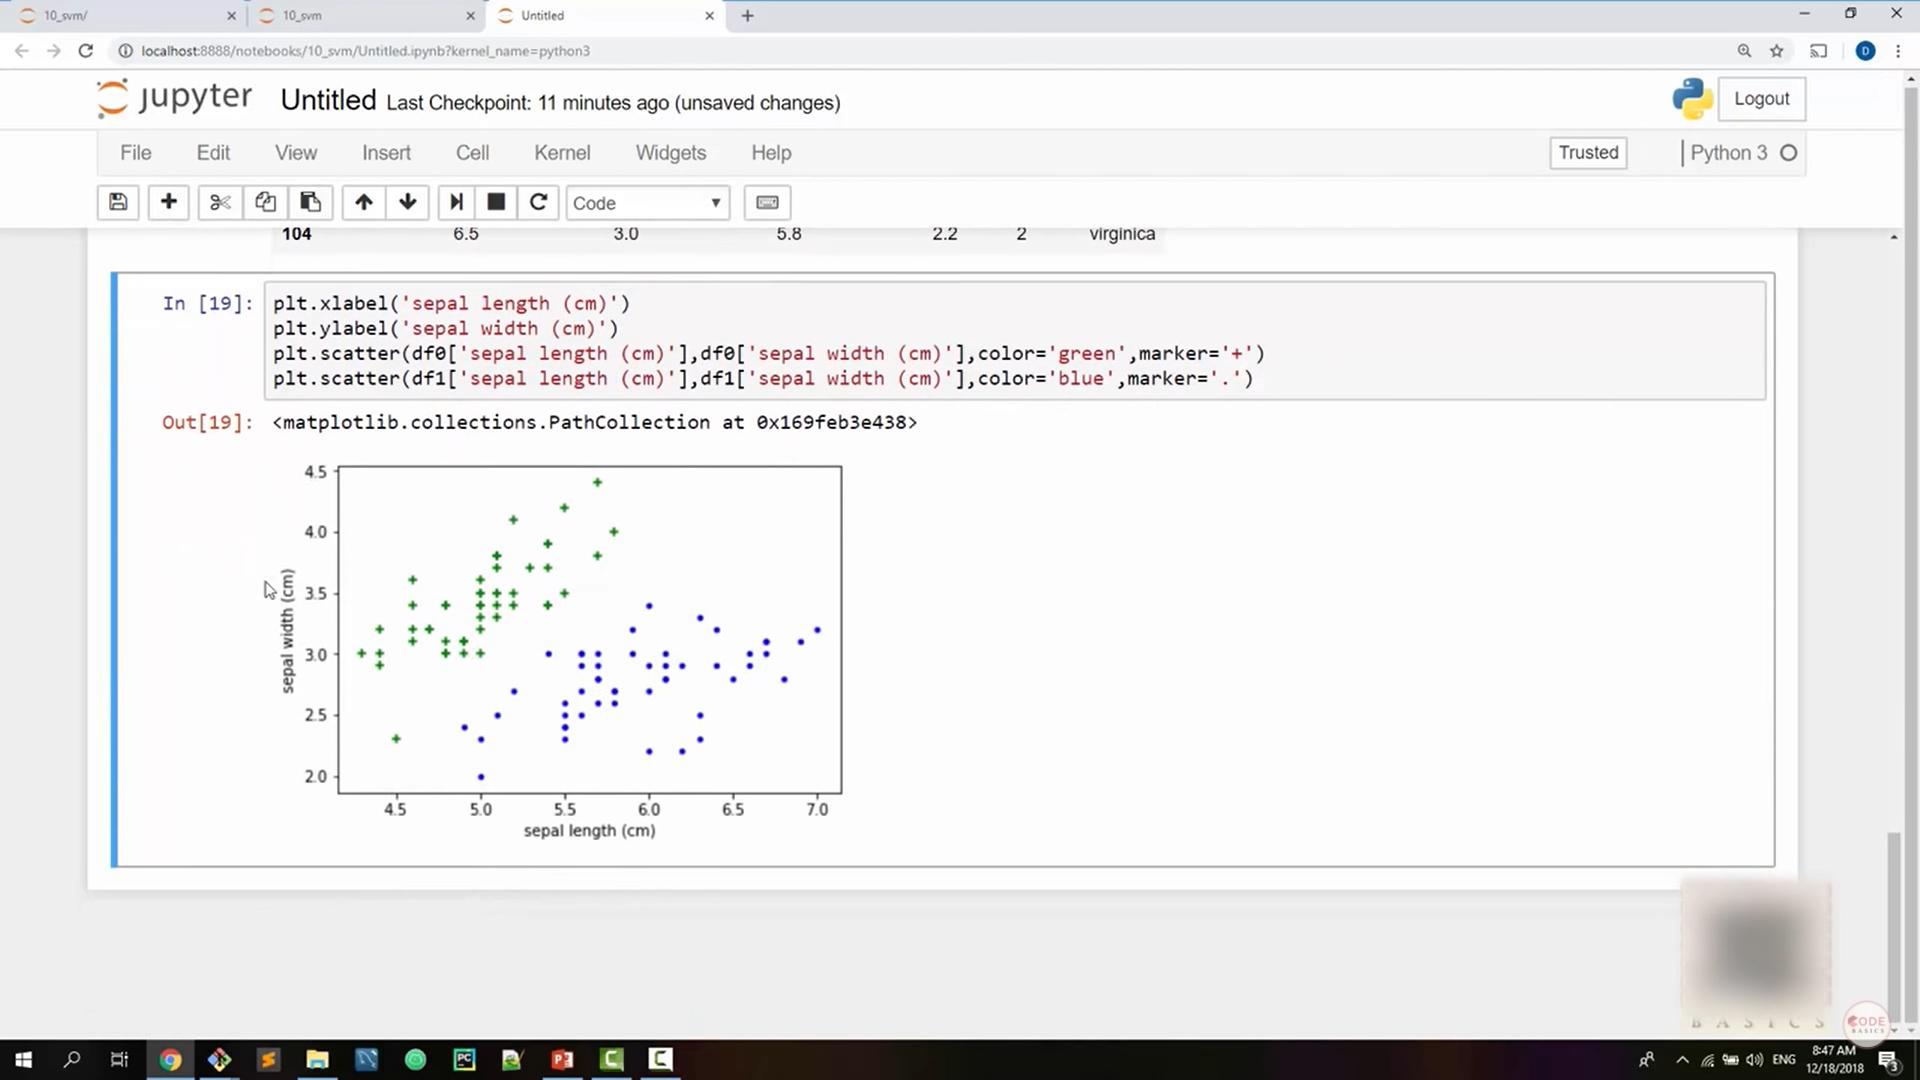 10_svm/
10_svm
Untitled
localhost:8888/notebooks/10_svm/Untitled.ipynb?kernel_name=python3
D
jupyter Untitled Last Checkpoint: 11 minutes ago (unsaved changes)
Logout
File Edit View Insert Cell Kernel Widgets Help
Trusted
Python 3
Code
104 6.5 3.0 5.8 2.2 2 virginica
In [19]:
plt.xlabel('sepal length (cm)')
plt.ylabel('sepal width (cm)')
plt.scatter(df0['sepal length (cm)'],df0['sepal width (cm)'],color='green',marker='+')
plt.scatter(df1['sepal length (cm)'],df1['sepal width (cm)'],color='blue',marker='.')
Out[19]: <matplotlib.collections.PathCollection at 0x169feb3e438>
4.5
4.0
3.5
3.0
2.5
2.0
sepal width (cm)
4.5 5.0 5.5 6.0 6.5 7.0
sepal length (cm)
BASICS
CODE
BASICS
PC
ENG
8:47 AM
12/18/2018
3